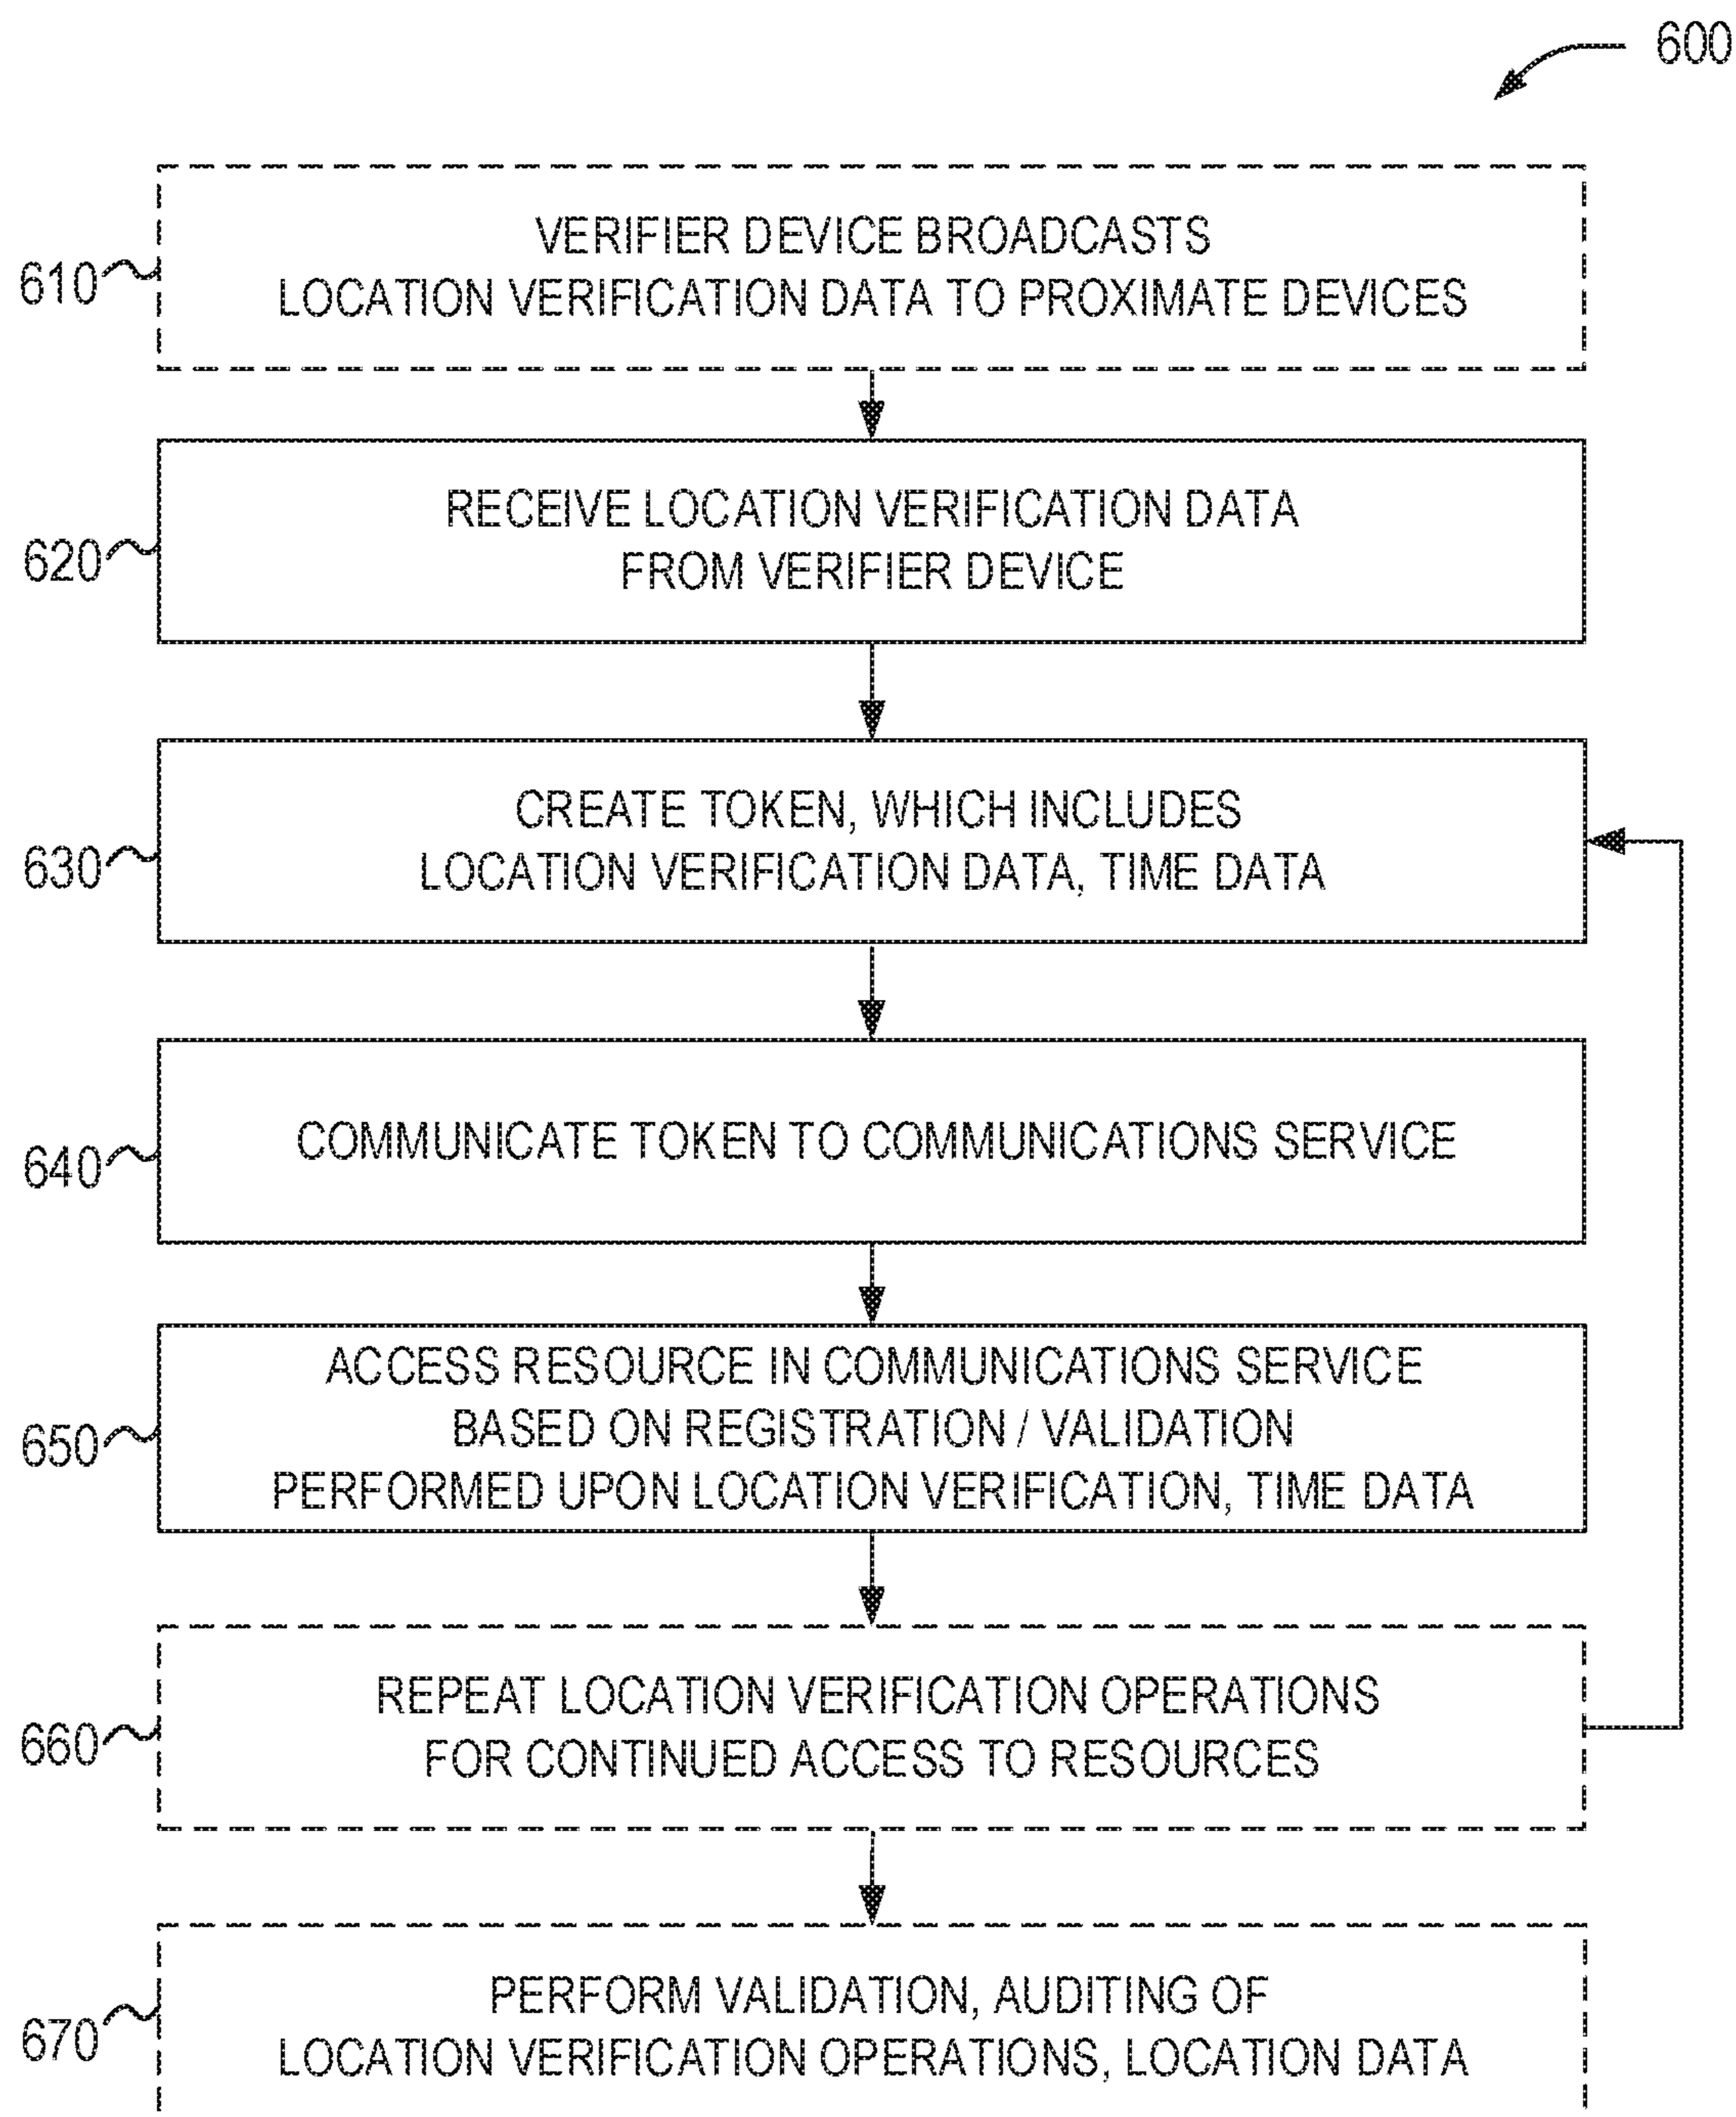 600
VERIFIER DEVICE BROADCASTS
LOCATION VERIFICATION DATA TO PROXIMATE DEVICES
610
RECEIVE LOCATION VERIFICATION DATA
FROM VERIFIER DEVICE
620
CREATE TOKEN, WHICH INCLUDES
LOCATION VERIFICATION DATA, TIME DATA
630
COMMUNICATE TOKEN TO COMMUNICATIONS SERVICE
640
ACCESS RESOURCE IN COMMUNICATIONS SERVICE
BASED ON REGISTRATION / VALIDATION
PERFORMED UPON LOCATION VERIFICATION, TIME DATA
650
REPEAT LOCATION VERIFICATION OPERATIONS
FOR CONTINUED ACCESS TO RESOURCES
660
PERFORM VALIDATION, AUDITING OF
LOCATION VERIFICATION OPERATIONS, LOCATION DATA
670